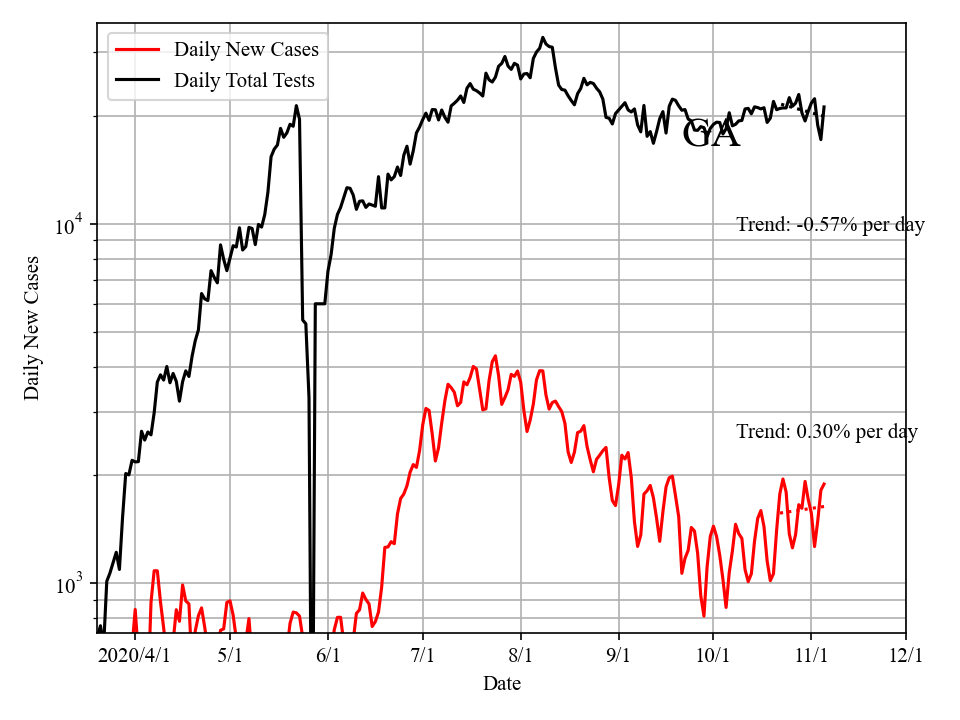 Daily New Cases
Daily Total Tests
GA
10^4
Trend: -0.57% per day
Daily New Cases
Trend: 0.30% per day
10^3
2020/4/1 5/1 6/1 7/1 8/1 9/1 10/1 11/1 12/1
Date